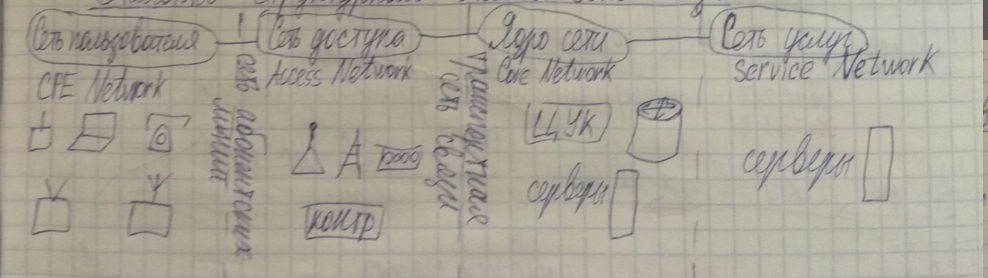 Сеть пользователя
Сеть доступа
Ядро сети
Сеть услуг
CPE Network
Access Network
Core Network
Service Network
сеть абонентских
линий
транспортная
сеть связи
ЦУК
серверы
серверы
контр